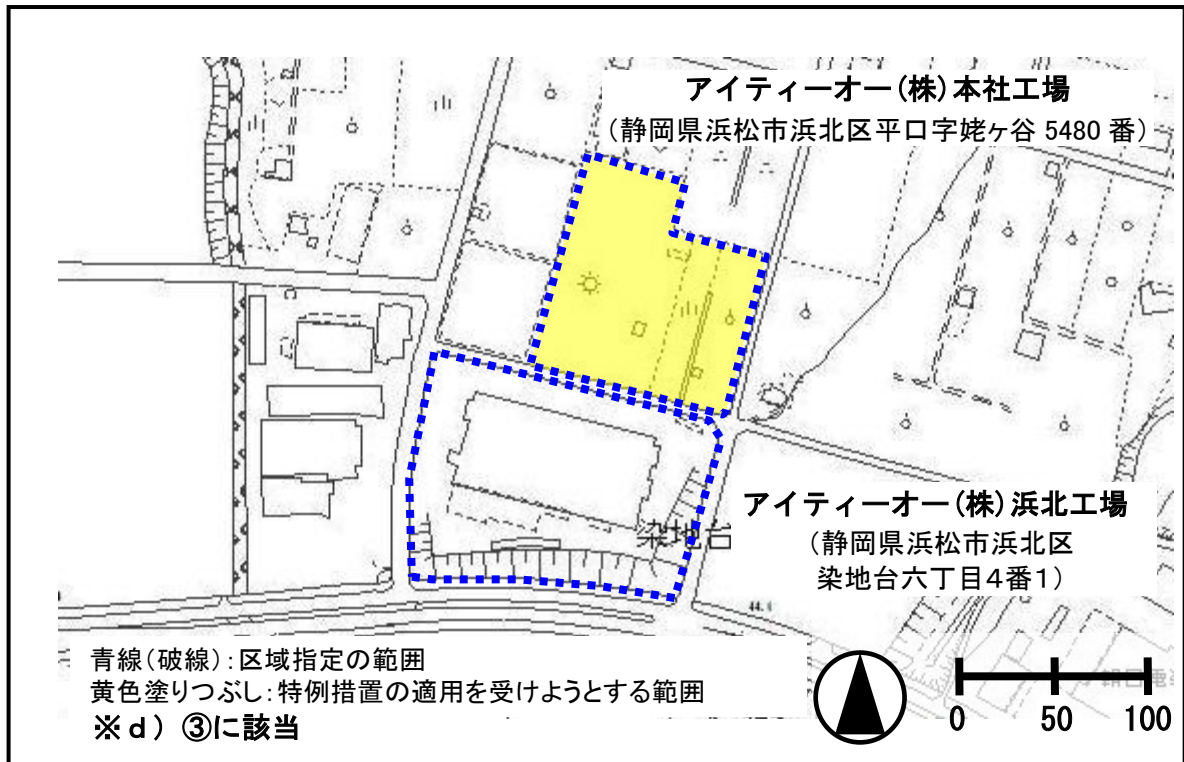 アイティーオー(株)本社工場
(静岡県浜松市浜北区平口字姥ヶ谷 5480 番)
アイティーオー(株)浜北工場
(静岡県浜松市浜北区
染地台六丁目4番1)
染地台
44.4
青線(破線):区域指定の範囲
黄色塗りつぶし:特例措置の適用を受けようとする範囲
※d) ③に該当
0 50 100